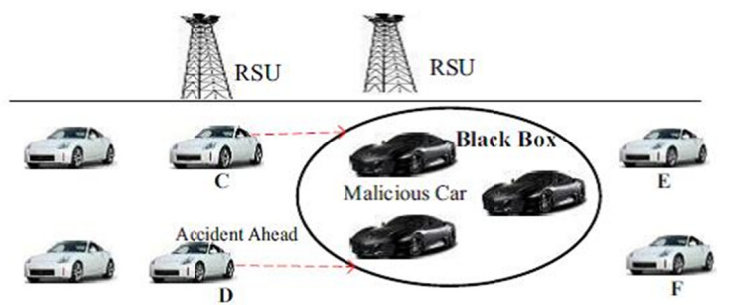 RSU
RSU
Black Box
C
Malicious Car
E
Accident Ahead
D
F